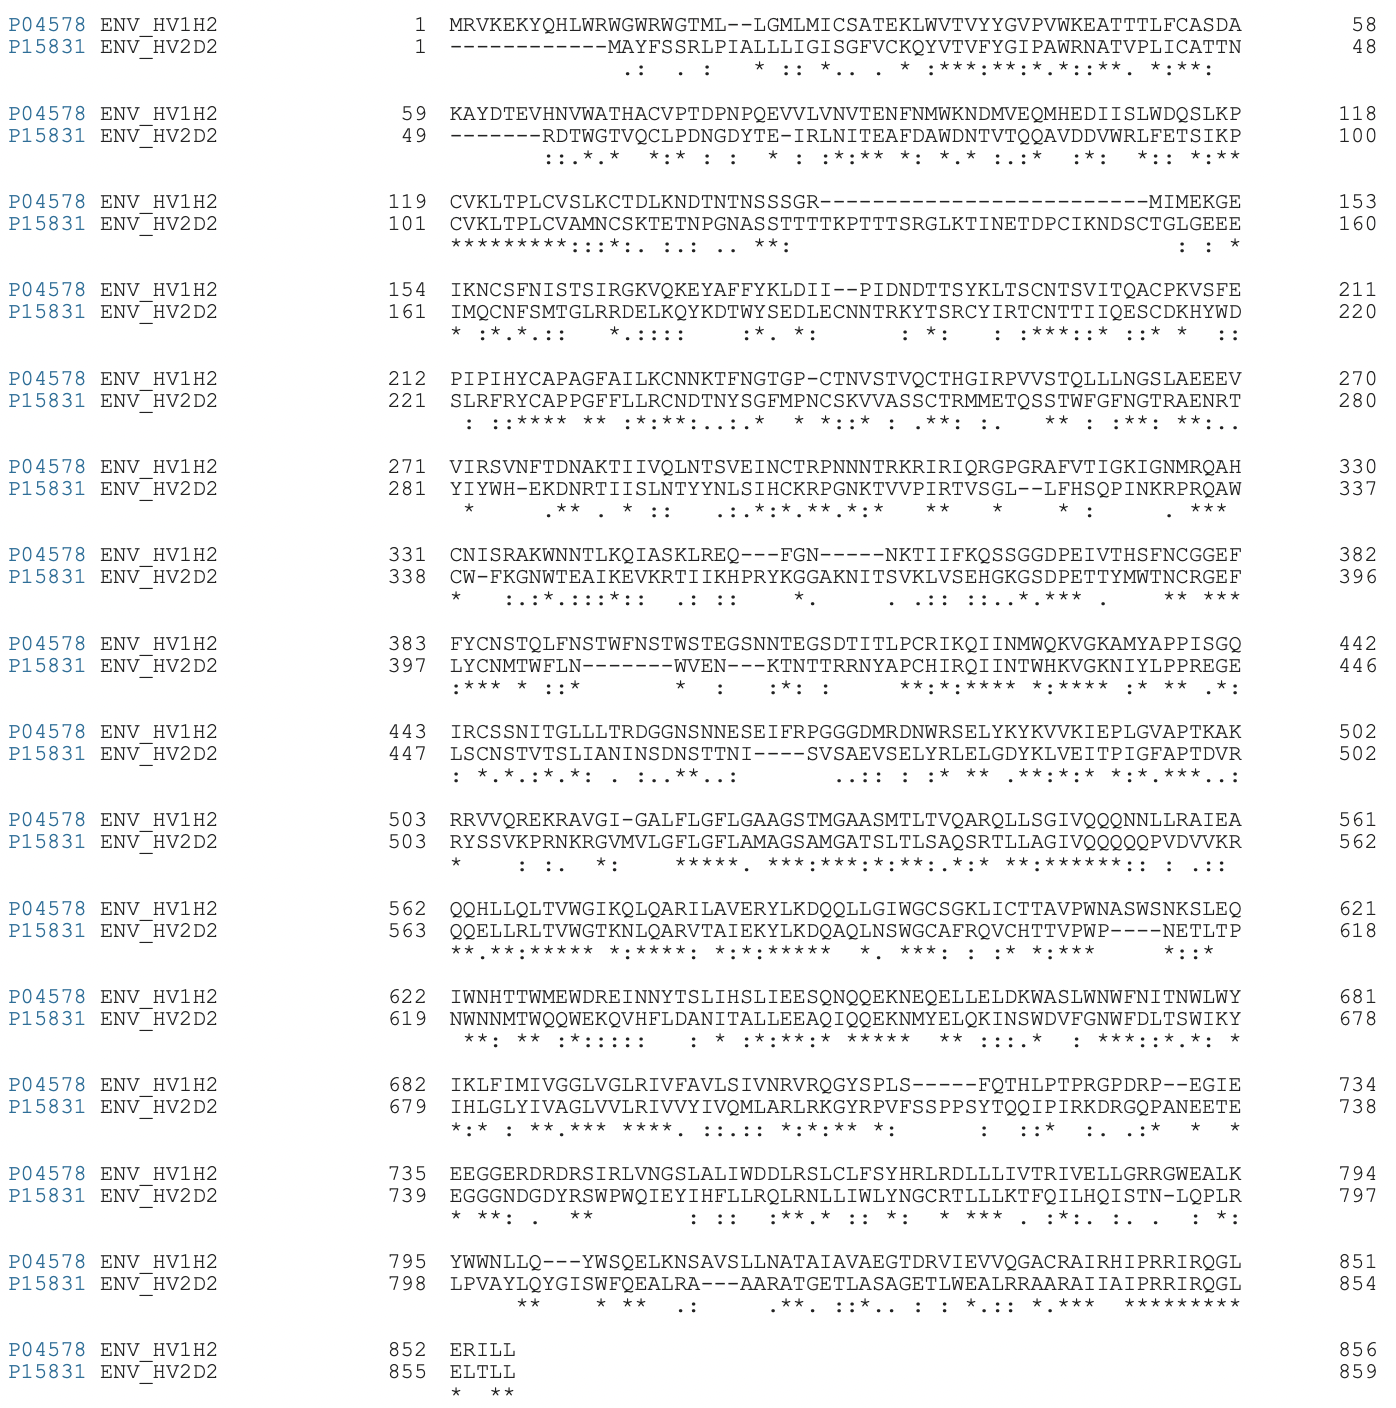 P04578 ENV_HV1H2 1 MRVKEKYQHLWRWGWRWGTML--LGMLMICSATEKLWVTVYYGVPVWKEATTTLFCASDA 58
P15831 ENV_HV2D2 1 ------------MAYFSSRLPIALLLIGISGFVCKQYVTVFYGIPAWRNATVPLICATTN 48
.: . : * :: *.. . * :***:**:*.*::**. *:**:
P04578 ENV_HV1H2 59 KAYDTEVHNVWATHACVPTDPNPQEVVLVNVTENFNMWKNDMVEQMHEDIISLWDQSLKP 118
P15831 ENV_HV2D2 49 -------RDTWGTVQCLPDNGDYTE-IRLNITEAFDAWDNTVTQQAVDDVWRLFETSIKP 100
::.*.* *:* : : * : :*:** *: *.* :.:* :*: *:: *:**
P04578 ENV_HV1H2 119 CVKLTPLCVSLKCTDLKNDTNTNSSSGR-------------------------MIMEKGE 153
P15831 ENV_HV2D2 101 CVKLTPLCVAMNCSKTETNPGNASSTTTTKPTTTSRGLKTINETDPCIKNDSCTGLGEEE 160
*********:::*:. :.: .. **: : : *
P04578 ENV_HV1H2 154 IKNCSFNISTSIRGKVQKEYAFFYKLDII--PIDNDTTSYKLTSCNTSVITQACPKVSFE 211
P15831 ENV_HV2D2 161 IMQCNFSMTGLRRDELKQYKDTWYSEDLECNNTRKYTSRCYIRTCNTTIIQESCDKHYWD 220
* :*.*.:: *.:::: :*. *: : *: : :***::* ::* * ::
P04578 ENV_HV1H2 212 PIPIHYCAPAGFAILKCNNKTFNGTGP-CTNVSTVQCTHGIRPVVSTQLLLNGSLAEEEV 270
P15831 ENV_HV2D2 221 SLRFRYCAPPGFFLLRCNDTNYSGFMPNCSKVVASSCTRMMETQSSTWFGFNGTRAENRT 280
: ::**** ** :*:**:..:.* * *::* : .**: :. ** : :**: **:..
P04578 ENV_HV1H2 271 VIRSVNFTDNAKTIIVQLNTSVEINCTRPNNNTRKRIRIQRGPGRAFVTIGKIGNMRQAH 330
P15831 ENV_HV2D2 281 YIYWH-EKDNRTIISLNTYYNLSIHCKRPGNKTVVPIRTVSGL--LFHSQPINKRPRQAW 337
* .** . * :: .:.:*:*.**.*:* ** * * : . ***
P04578 ENV_HV1H2 331 CNISRAKWNNTLKQIASKLREQ---FGN-----NKTIIFKQSSGGDPEIVTHSFNCGGEF 382
P15831 ENV_HV2D2 338 CW-FKGNWTEAIKEVKRTIIKHPRYKGGAKNITSVKLVSEHGKGSDPETTYMWTNCRGEF 396
* :.:*.:::*:: .: :: *. . .:: ::..*.*** . ** ***
P04578 ENV_HV1H2 383 FYCNSTQLFNSTWFNSTWSTEGSNNTEGSDTITLPCRIKQIINMWQKVGKAMYAPPISGQ 442
P15831 ENV_HV2D2 397 LYCNMTWFLN-------WVEN---KTNTTRRNYAPCHIRQIINTWHKVGKNIYLPPREGE 446
:*** * ::* * : :*: : **:*:**** *:**** :* ** .*:
P04578 ENV_HV1H2 443 IRCSSNITGLLLTRDGGNSNNESEIFRPGGGDMRDNWRSELYKYKVVKIEPLGVAPTKAK 502
P15831 ENV_HV2D2 447 LSCNSTVTSLIANINSDNSTTNI----SVSAEVSELYRLELGDYKLVEITPIGFAPTDVR 502
: *.*.:*.*: . :..**..: ..:: : :* ** .**:*:* *:*.***..:
P04578 ENV_HV1H2 503 RRVVQREKRAVGI-GALFLGFLGAAGSTMGAASMTLTVQARQLLSGIVQQQNNLLRAIEA 561
P15831 ENV_HV2D2 503 RYSSVKPRNKRGVMVLGFLGFLAMAGSAMGATSLTLSAQSRTLLAGIVQQQQQPVDVVKR 562
* : :. *: *****. ***:***:*:**:.*:* **:******:: : .::
P04578 ENV_HV1H2 562 QQHLLQLTVWGIKQLQARILAVERYLKDQQLLGIWGCSGKLICTTAVPWNASWSNKSLEQ 621
P15831 ENV_HV2D2 563 QQELLRLTVWGTKNLQARVTAIEKYLKDQAQLNSWGCAFRQVCHTTVPWP----NETLTP 618
**.**:***** *:****: *:*:***** *. ***: : :* *:*** *::*
P04578 ENV_HV1H2 622 IWNHTTWMEWDREINNYTSLIHSLIEESQNQQEKNEQELLELDKWASLWNWFNITNWLWY 681
P15831 ENV_HV2D2 619 NWNNMTWQQWEKQVHFLDANITALLEEAQIQQEKNMYELQKINSWDVFGNWFDLTSWIKY 678
**: ** :*::::: : * :*:**:* ***** ** :::.* : ***::*.*: *
P04578 ENV_HV1H2 682 IKLFIMIVGGLVGLRIVFAVLSIVNRVRQGYSPLS-----FQTHLPTPRGPDRP--EGIE 734
P15831 ENV_HV2D2 679 IHLGLYIVAGLVVLRIVVYIVQMLARLRKGYRPVFSSPPSYTQQIPIRKDRGQPANEETE 738
*:* : **.*** ****. ::.:: *:*:** *: : ::* :. .:* * *
P04578 ENV_HV1H2 735 EEGGERDRDRSIRLVNGSLALIWDDLRSLCLFSYHRLRDLLLIVTRIVELLGRRGWEALK 794
P15831 ENV_HV2D2 739 EGGGNDGDYRSWPWQIEYIHFLLRQLRNLLIWLYNGCRTLLLKTFQILHQISTN-LQPLR 797
* **: . ** : :: :**.* :: *: * *** . :*:. :. . : *:
P04578 ENV_HV1H2 795 YWWNLLQ---YWSQELKNSAVSLLNATAIAVAEGTDRVIEVVQGACRAIRHIPRRIRQGL 851
P15831 ENV_HV2D2 798 LPVAYLQYGISWFQEALRA---AARATGETLASAGETLWEALRRAARAIIAIPRRIRQGL 854
** * ** .: .**. ::*.. : : *.:: *.*** *********
P04578 ENV_HV1H2 852 ERILL 856
P15831 ENV_HV2D2 855 ELTLL 859
* **